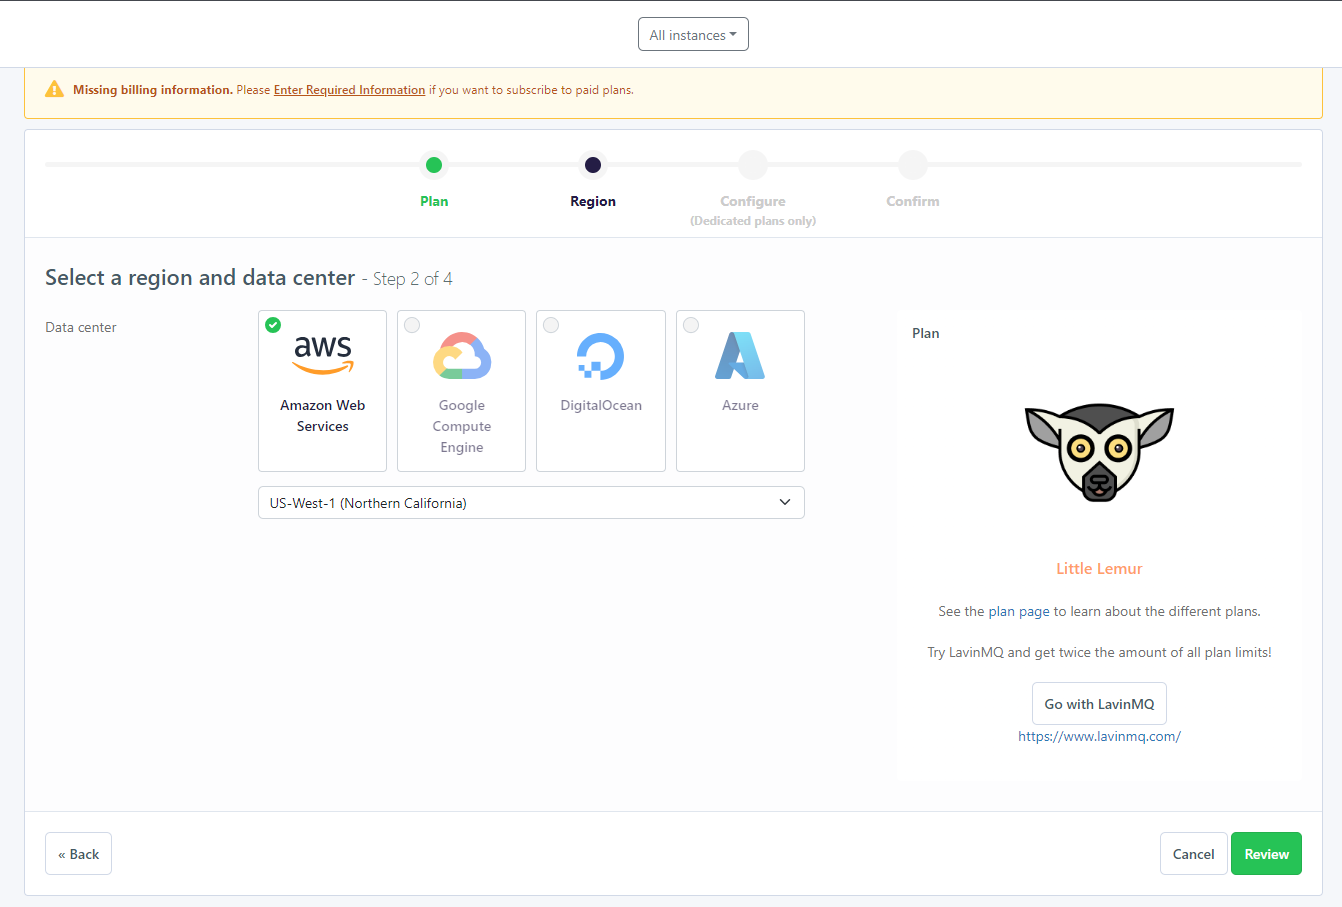 All instances
Missing billing information. Please Enter Required Information if you want to subscribe to paid plans.
Plan
Region
Configure
(Dedicated plans only)
Confirm
Select a region and data center - Step 2 of 4
Data center
aws
Amazon Web
Services
Google
Compute
Engine
DigitalOcean
Azure
US-West-1 (Northern California)
Plan
Little Lemur
See the plan page to learn about the different plans.
Try LavinMQ and get twice the amount of all plan limits!
Go with LavinMQ
https://www.lavinmq.com/
« Back
Cancel
Review